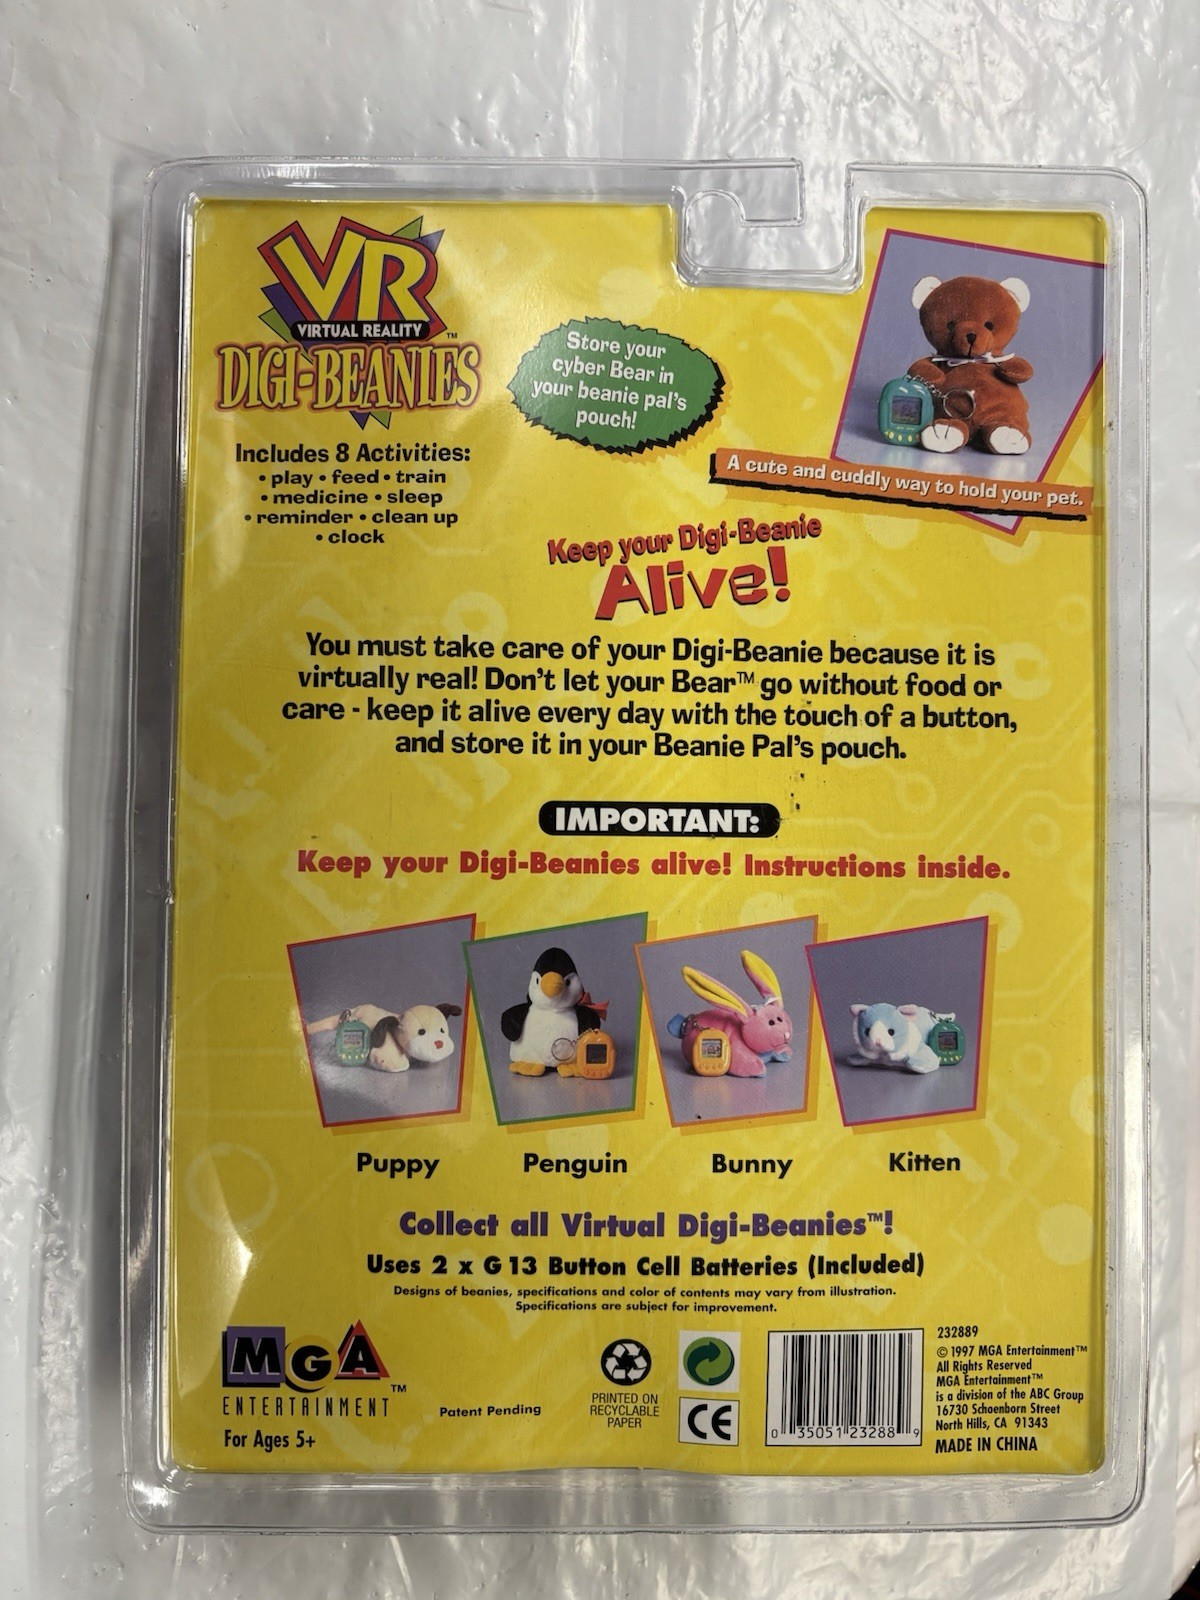 VR
VIRTUAL REALITY™
DIGI-BEANIES
Includes 8 Activities:
• play • feed • train
• medicine • sleep
• reminder • clean up
• clock
Store your
cyber Bear in
your beanie pal's
pouch!
A cute and cuddly way to hold your pet.
Keep your Digi-Beanie
Alive!
You must take care of your Digi-Beanie because it is
virtually real! Don't let your Bear™ go without food or
care - keep it alive every day with the touch of a button,
and store it in your Beanie Pal's pouch.
IMPORTANT:
Keep your Digi-Beanies alive! Instructions inside.
Puppy
Penguin
Bunny
Kitten
Collect all Virtual Digi-Beanies™!
Uses 2 x G 13 Button Cell Batteries (Included)
Designs of beanies, specifications and color of contents may vary from illustration.
Specifications are subject for improvement.
MGA™
ENTERTAINMENT
For Ages 5+
Patent Pending
PRINTED ON
RECYCLABLE
PAPER
CE
0 35051 23288 9
232889
© 1997 MGA Entertainment™
All Rights Reserved
MGA Entertainment™
is a division of the ABC Group
16730 Schoenborn Street
North Hills, CA 91343
MADE IN CHINA